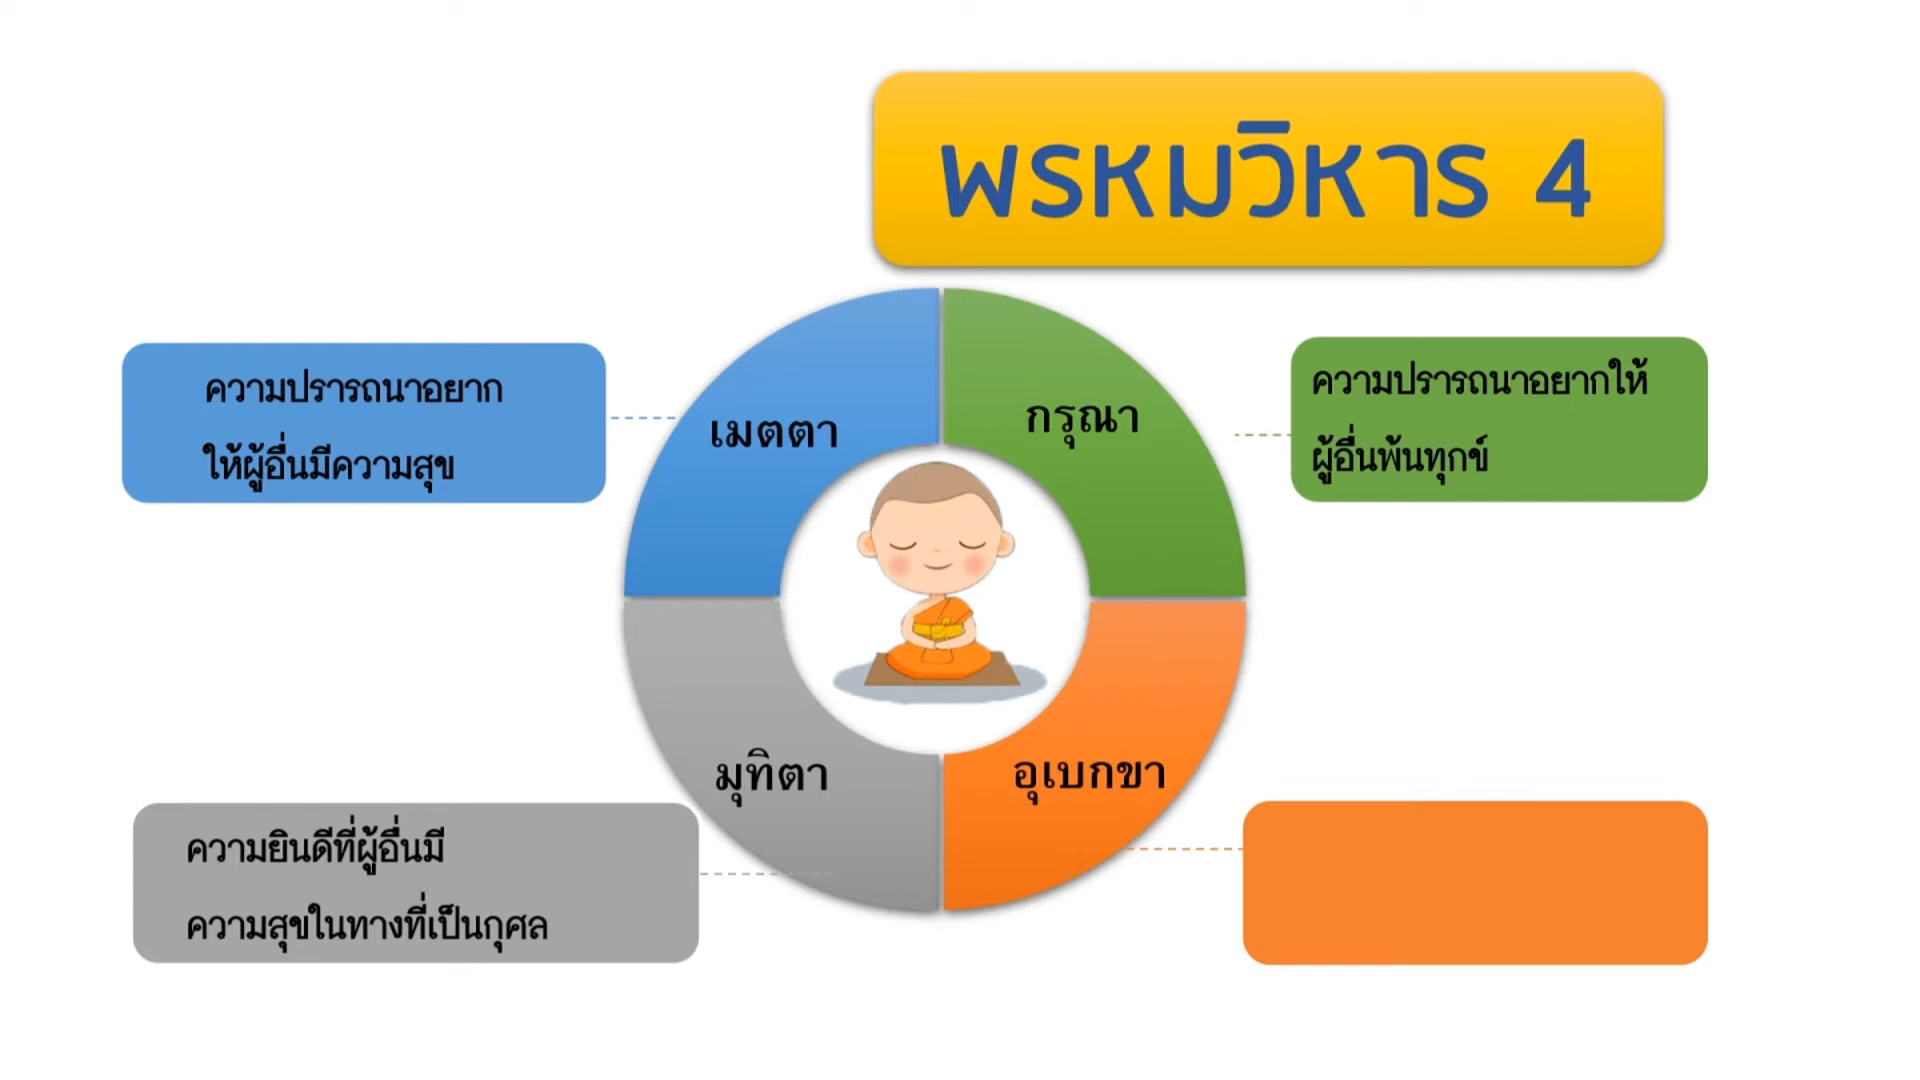 พรหมวิหาร 4
ความปรารถนาอยาก
ให้ผู้อื่นมีความสุข
เมตตา
กรุณา
ความปรารถนาอยากให้
ผู้อื่นพ้นทุกข์
มุทิตา
อุเบกขา
ความยินดีที่ผู้อื่นมี
ความสุขในทางที่เป็นกุศล